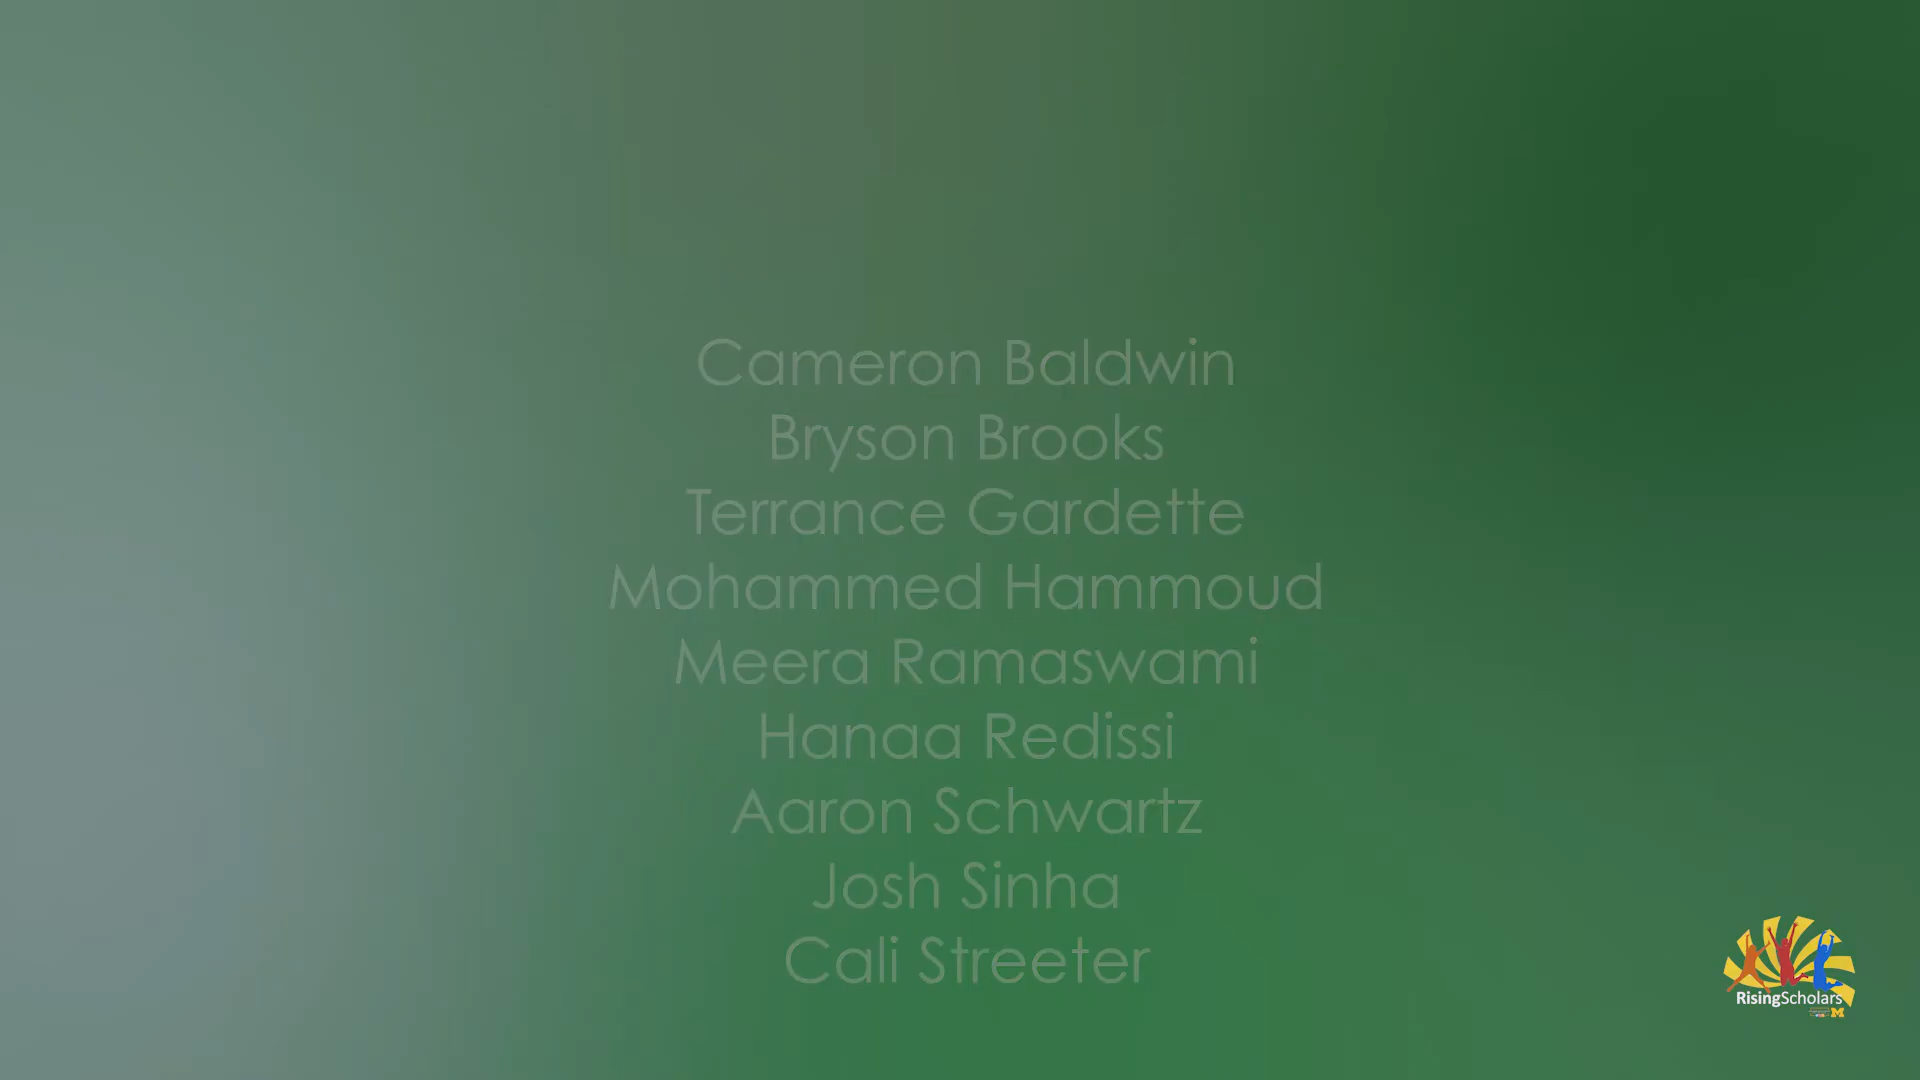 Cameron Baldwin
Bryson Brooks
Terrance Gardette
Mohammed Hammoud
Meera Ramaswami
Hanaa Redissi
Aaron Schwartz
Josh Sinha
Cali Streeter
RisingScholars
M